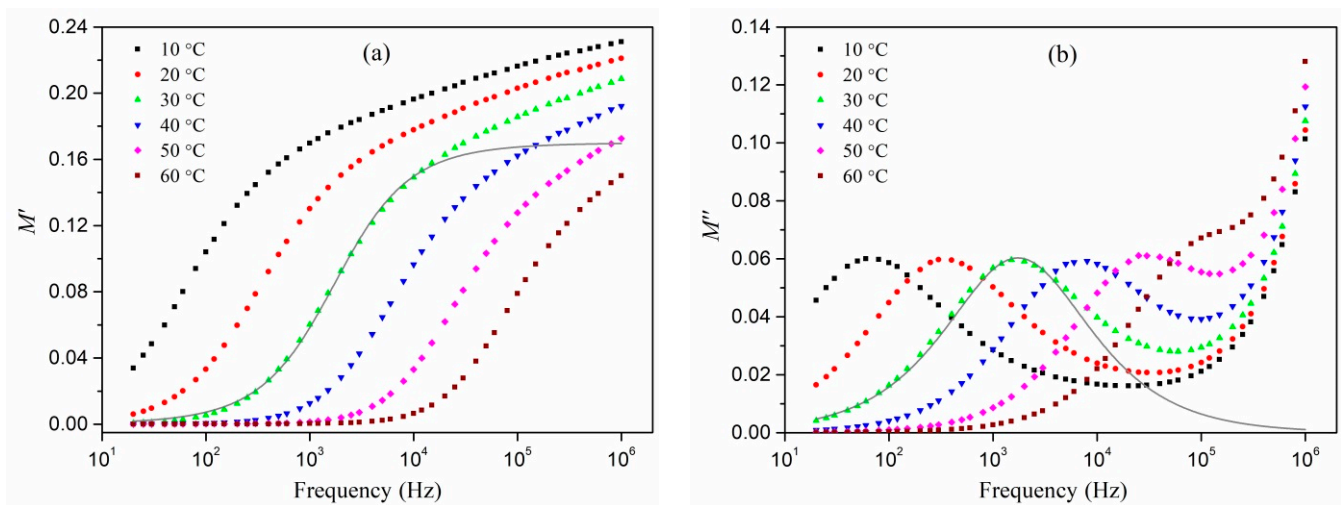 (a)
0.24
0.20
0.16
0.12
0.08
0.04
0.00
M′
10 °C
20 °C
30 °C
40 °C
50 °C
60 °C
10¹ 10² 10³ 10⁴ 10⁵ 10⁶
Frequency (Hz)
(b)
0.14
0.12
0.10
0.08
0.06
0.04
0.02
0.00
M″
10 °C
20 °C
30 °C
40 °C
50 °C
60 °C
10¹ 10² 10³ 10⁴ 10⁵ 10⁶
Frequency (Hz)